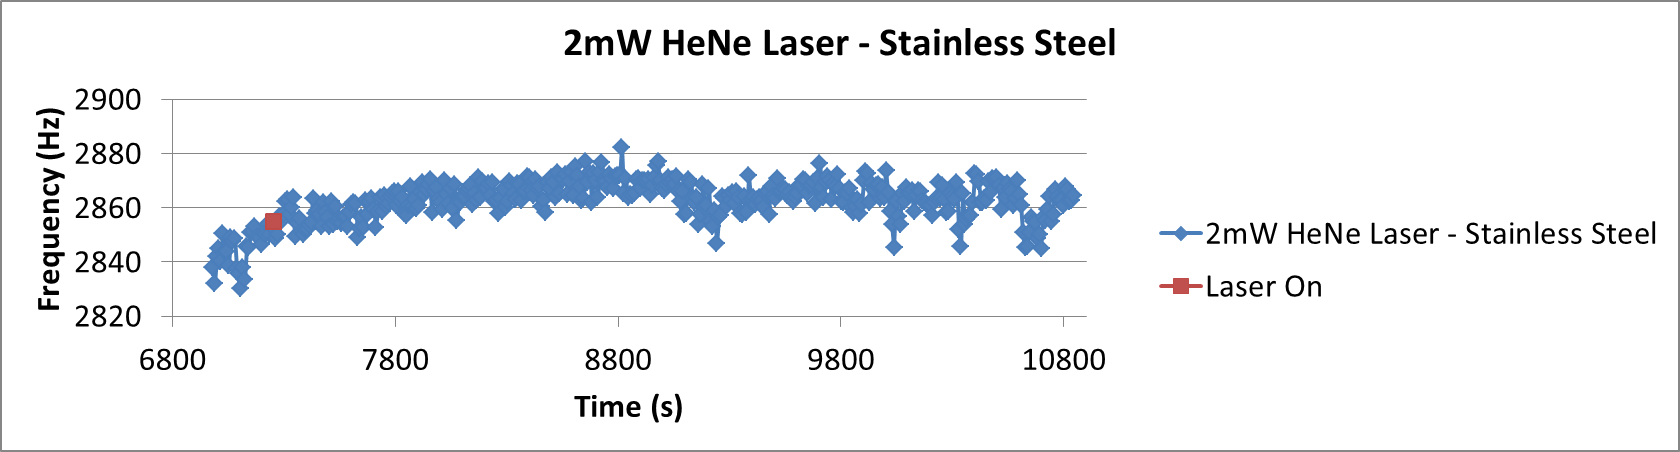 2mW HeNe Laser - Stainless Steel
Frequency (Hz)
2900
2880
2860
2840
2820
6800 7800 8800 9800 10800
Time (s)
2mW HeNe Laser - Stainless Steel
Laser On